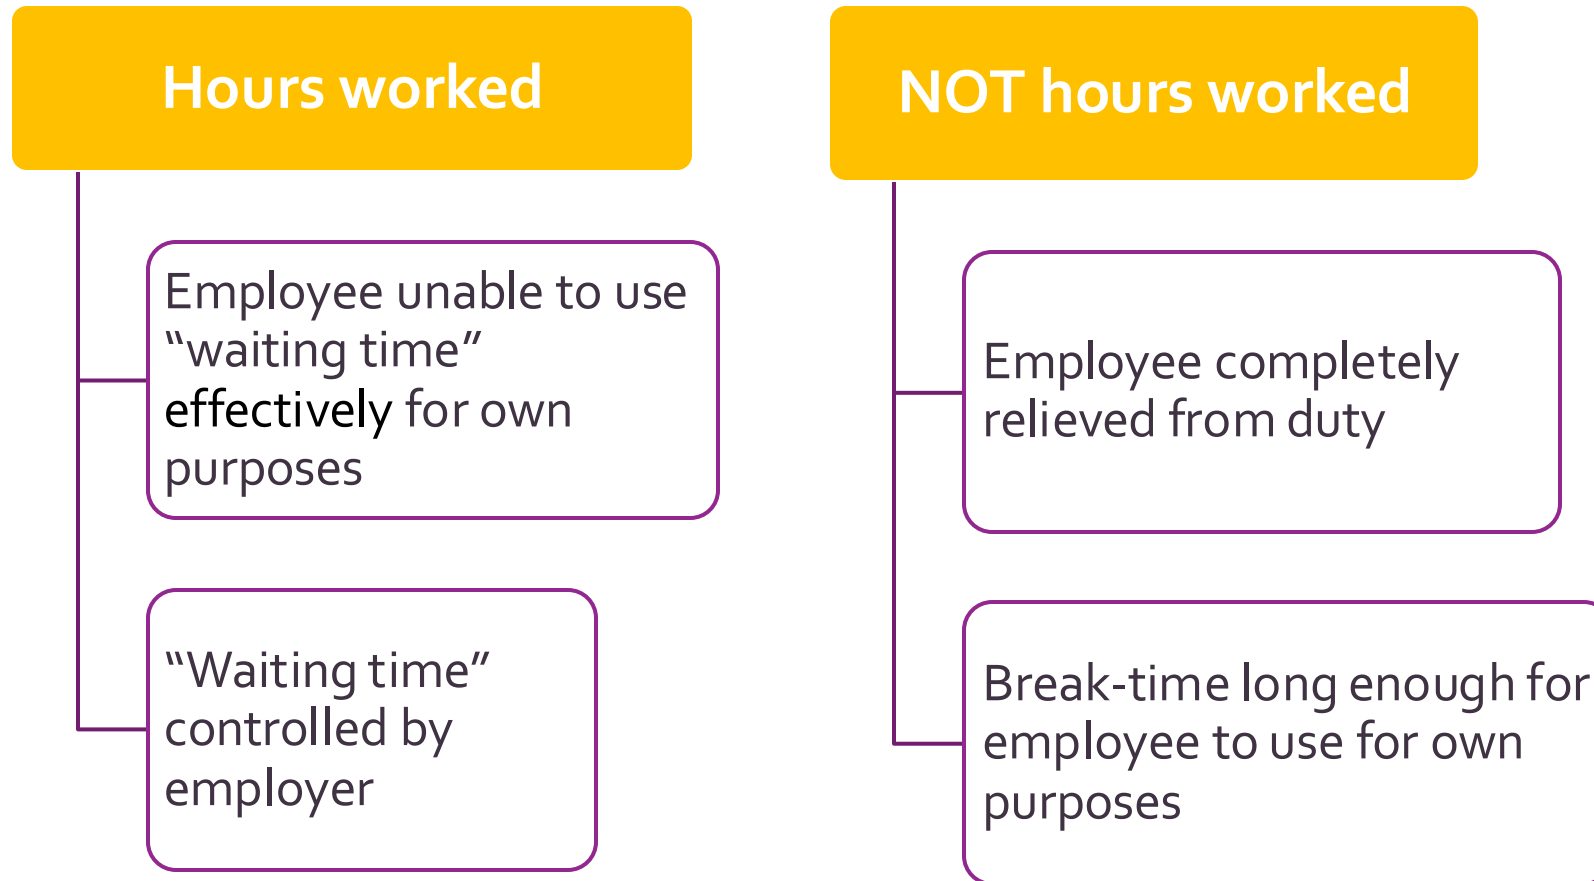 Hours worked
Employee unable to use
“waiting time”
effectively for own
purposes
“Waiting time”
controlled by
employer
NOT hours worked
Employee completely
relieved from duty
Break-time long enough for
employee to use for own
purposes